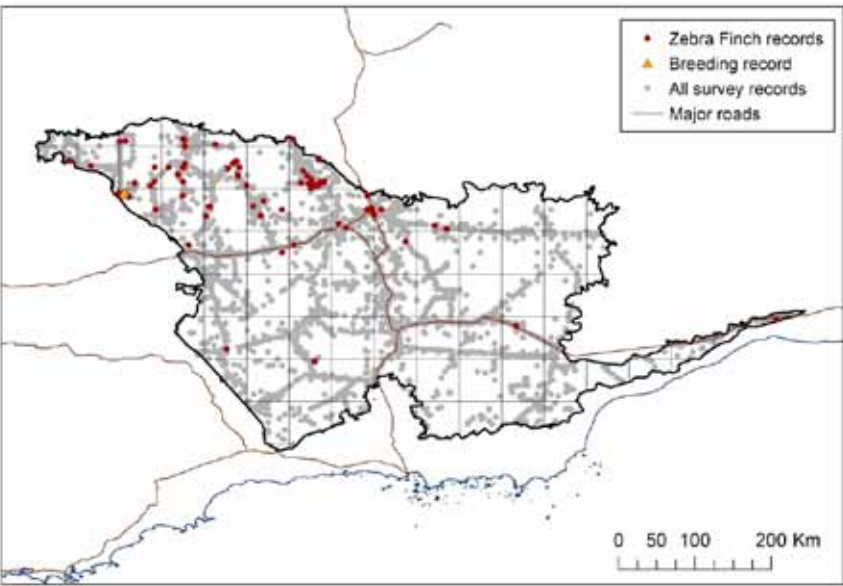 Zebra Finch records
Breeding record
All survey records
Major roads
0 50 100 200 Km